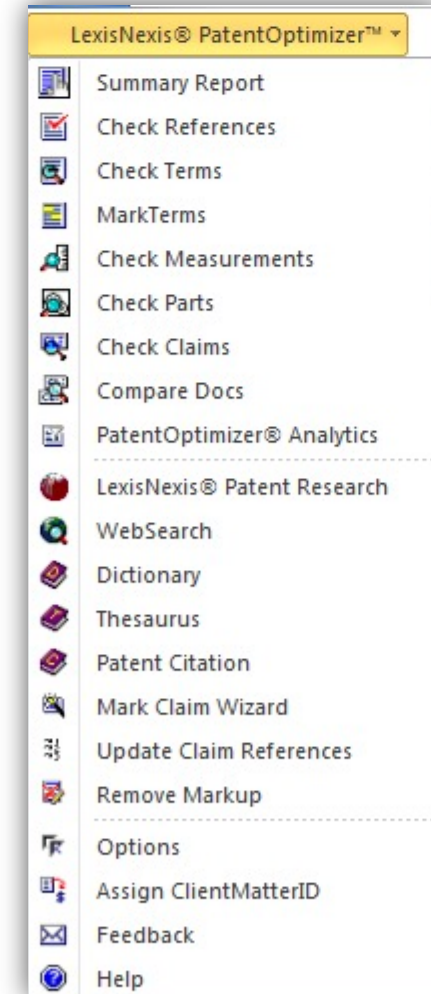 LexisNexis® PatentOptimizer™
Summary Report
Check References
Check Terms
MarkTerms
Check Measurements
Check Parts
Check Claims
Compare Docs
PatentOptimizer® Analytics
LexisNexis® Patent Research
WebSearch
Dictionary
Thesaurus
Patent Citation
Mark Claim Wizard
Update Claim References
Remove Markup
Options
Assign ClientMatterID
Feedback
Help